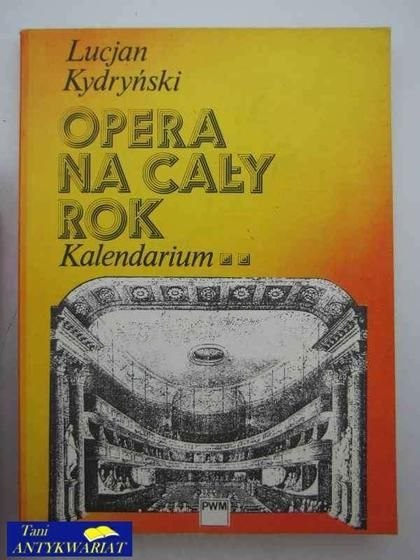 Lucjan
Kydryński
OPERA
NA CAŁY
ROK
Kalendarium
PWM
Tani
ANTYKWARIAT